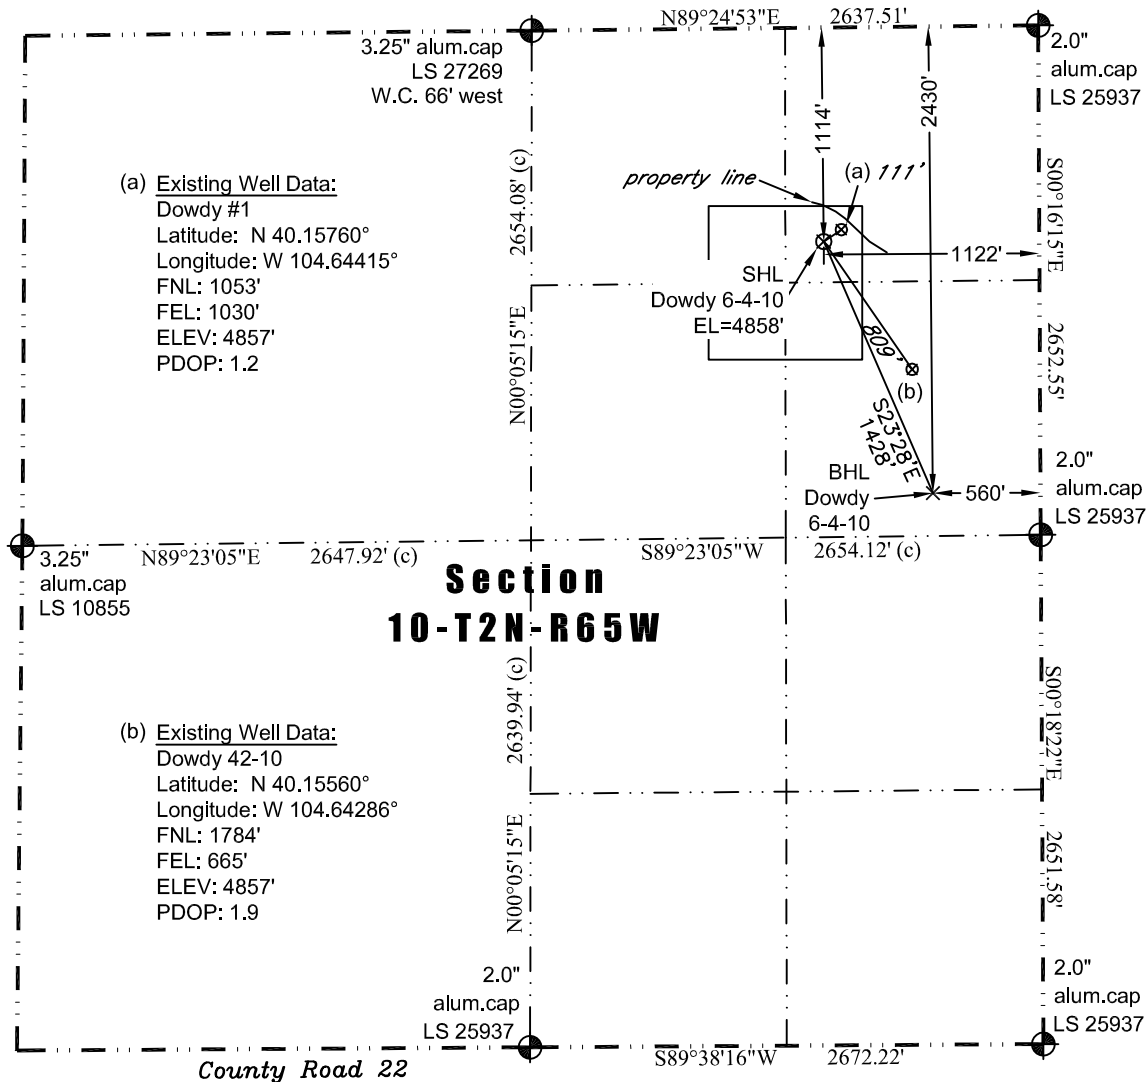 N89°24'53"E 2637.51'
3.25" alum.cap
LS 27269
W.C. 66' west
2.0"
alum.cap
LS 25937
2654.08' (c)
N00°05'15"E
1114'
2430'
S00°16'15"E
2652.55'
(a) Existing Well Data:
Dowdy #1
Latitude: N 40.15760°
Longitude: W 104.64415°
FNL: 1053'
FEL: 1030'
ELEV: 4857'
PDOP: 1.2
property line
(a) 111'
1122'
SHL
Dowdy 6-4-10
EL=4858'
809'
(b)
S23°28'E
1428'
BHL
Dowdy
6-4-10
560'
2.0"
alum.cap
LS 25937
3.25"
alum.cap
LS 10855
N89°23'05"E 2647.92' (c)
S89°23'05"W 2654.12' (c)
Section
10-T2N-R65W
2639.94' (c)
N00°05'15"E
S00°18'22"E
2651.58'
(b) Existing Well Data:
Dowdy 42-10
Latitude: N 40.15560°
Longitude: W 104.64286°
FNL: 1784'
FEL: 665'
ELEV: 4857'
PDOP: 1.9
2.0"
alum.cap
LS 25937
2.0"
alum.cap
LS 25937
S89°38'16"W 2672.22'
County Road 22